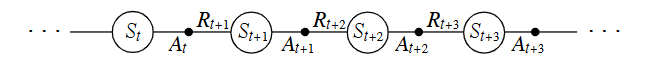 · · · S_t A_t R_{t+1} S_{t+1} A_{t+1} R_{t+2} S_{t+2} A_{t+2} R_{t+3} S_{t+3} A_{t+3} · · ·